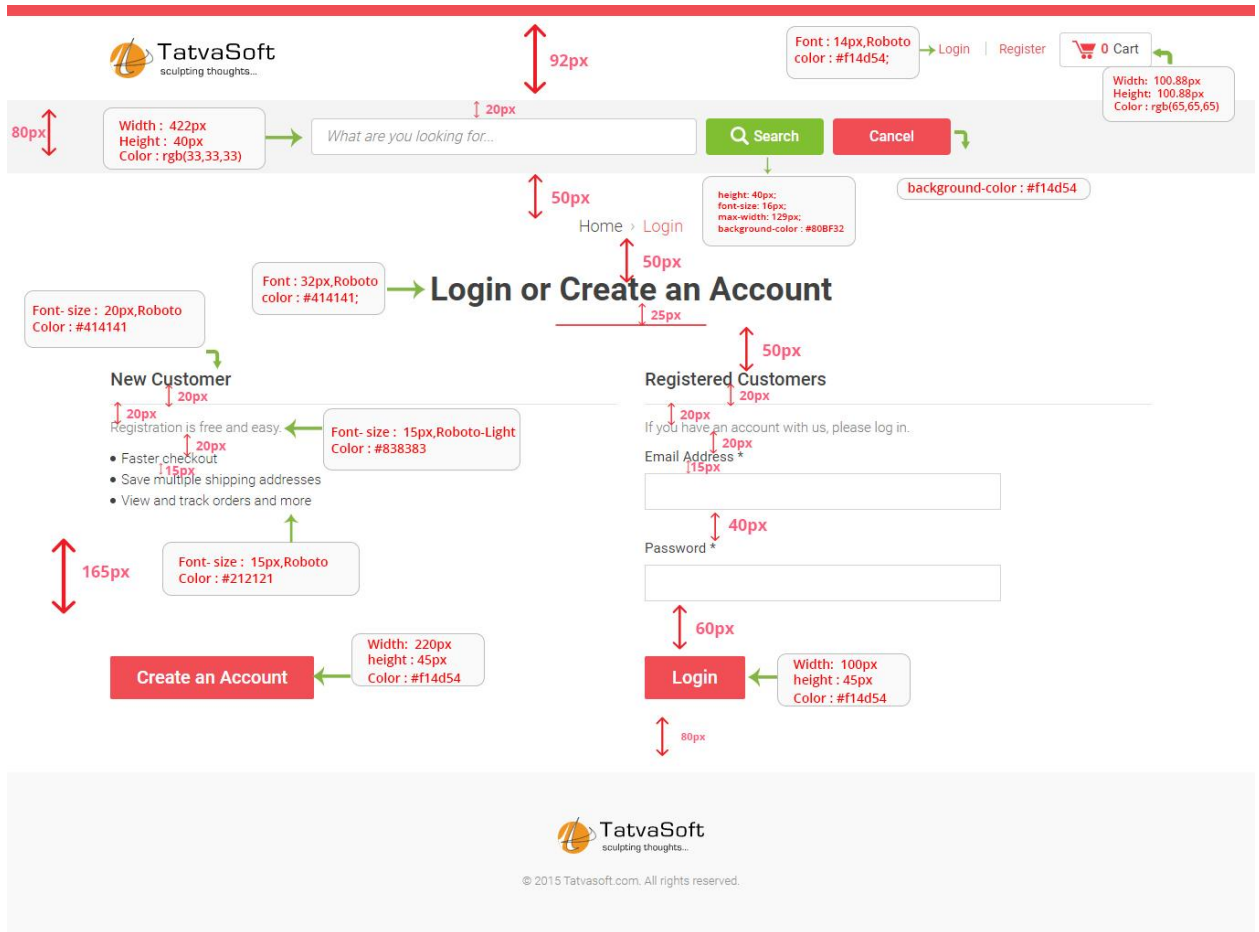 TatvaSoft
sculpting thoughts...
92px
Font : 14px,Roboto
color : #f14d54;
Login | Register
0 Cart
Width: 100.88px
Height: 100.88px
Color : rgb(65,65,65)
80px
20px
Width : 422px
Height : 40px
Color : rgb(33,33,33)
What are you looking for...
Search
Cancel
50px
height: 40px;
font-size: 16px;
max-width: 129px;
background-color : #80BF32
background-color : #f14d54
Home › Login
50px
Font : 32px,Roboto
color : #414141;
Login or Create an Account
25px
Font- size : 20px,Roboto
Color : #414141
50px
New Customer
20px
20px
Registration is free and easy.
20px
• Faster checkout
15px
• Save multiple shipping addresses
• View and track orders and more
Font- size : 15px,Roboto-Light
Color : #838383
Font- size : 15px,Roboto
Color : #212121
165px
Create an Account
Width: 220px
height : 45px
Color : #f14d54
Registered Customers
20px
20px
If you have an account with us, please log in.
20px
Email Address *
15px
40px
Password *
60px
Login
Width: 100px
height : 45px
Color : #f14d54
80px
TatvaSoft
sculpting thoughts...
© 2015 Tatvasoft.com. All rights reserved.